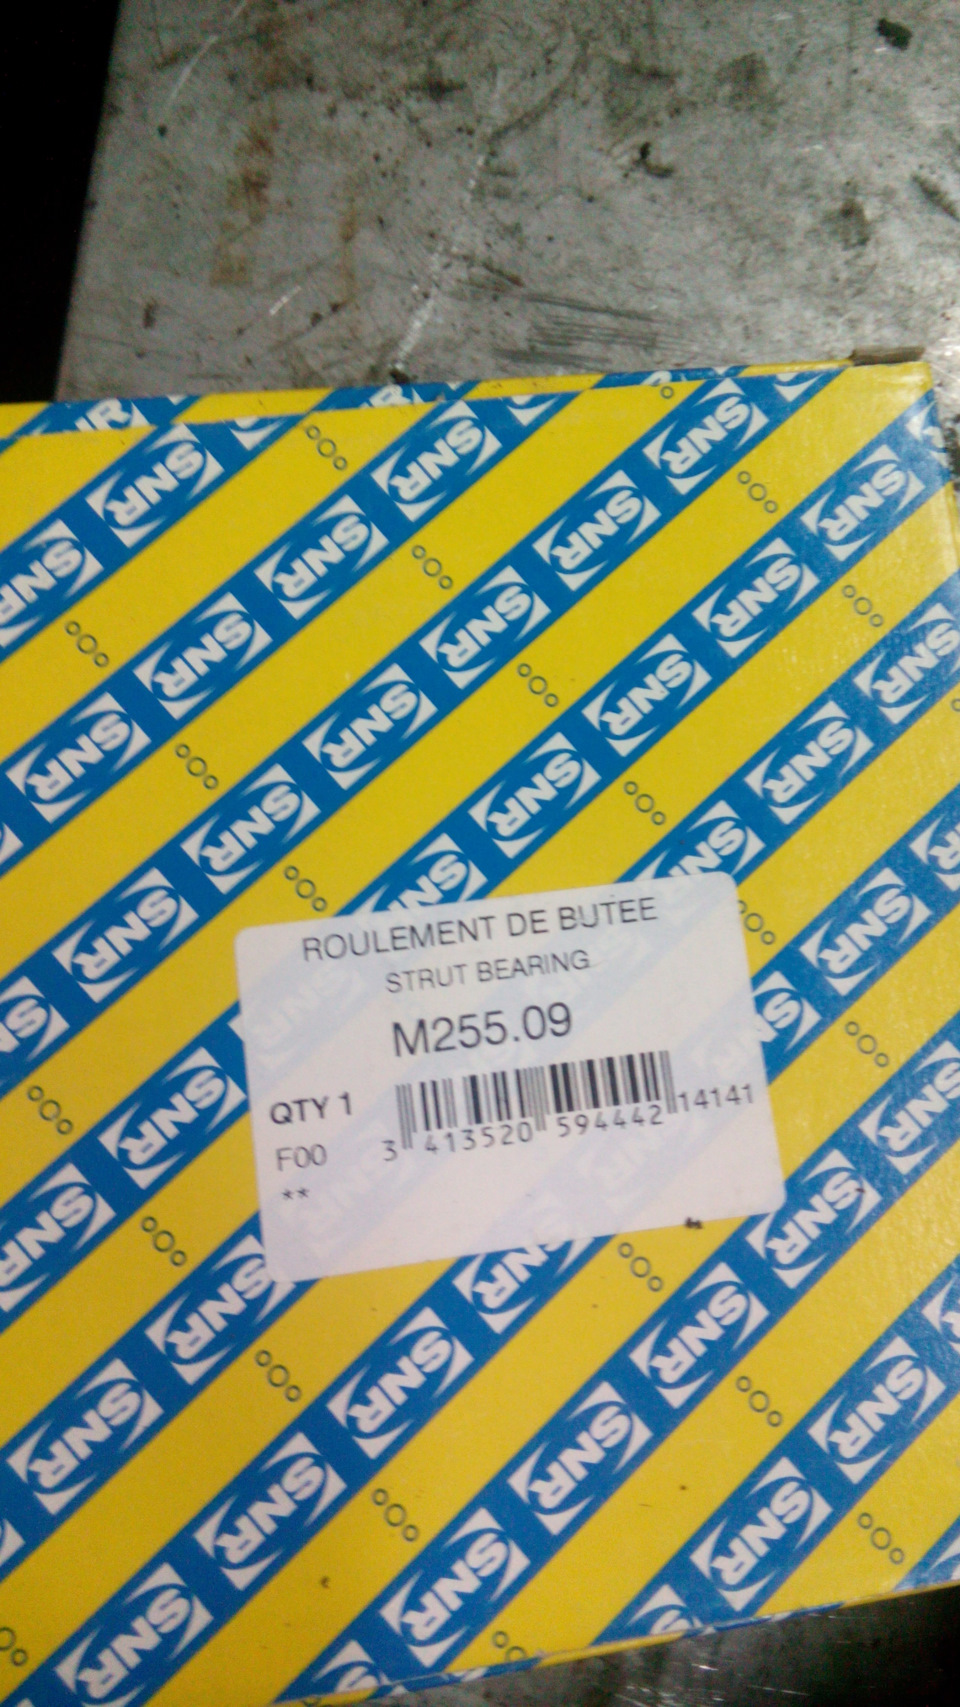 SNR
ROULEMENT DE BUTEE
STRUT BEARING
M255.09
QTY 1
F00
**
3 413520 594442 14141